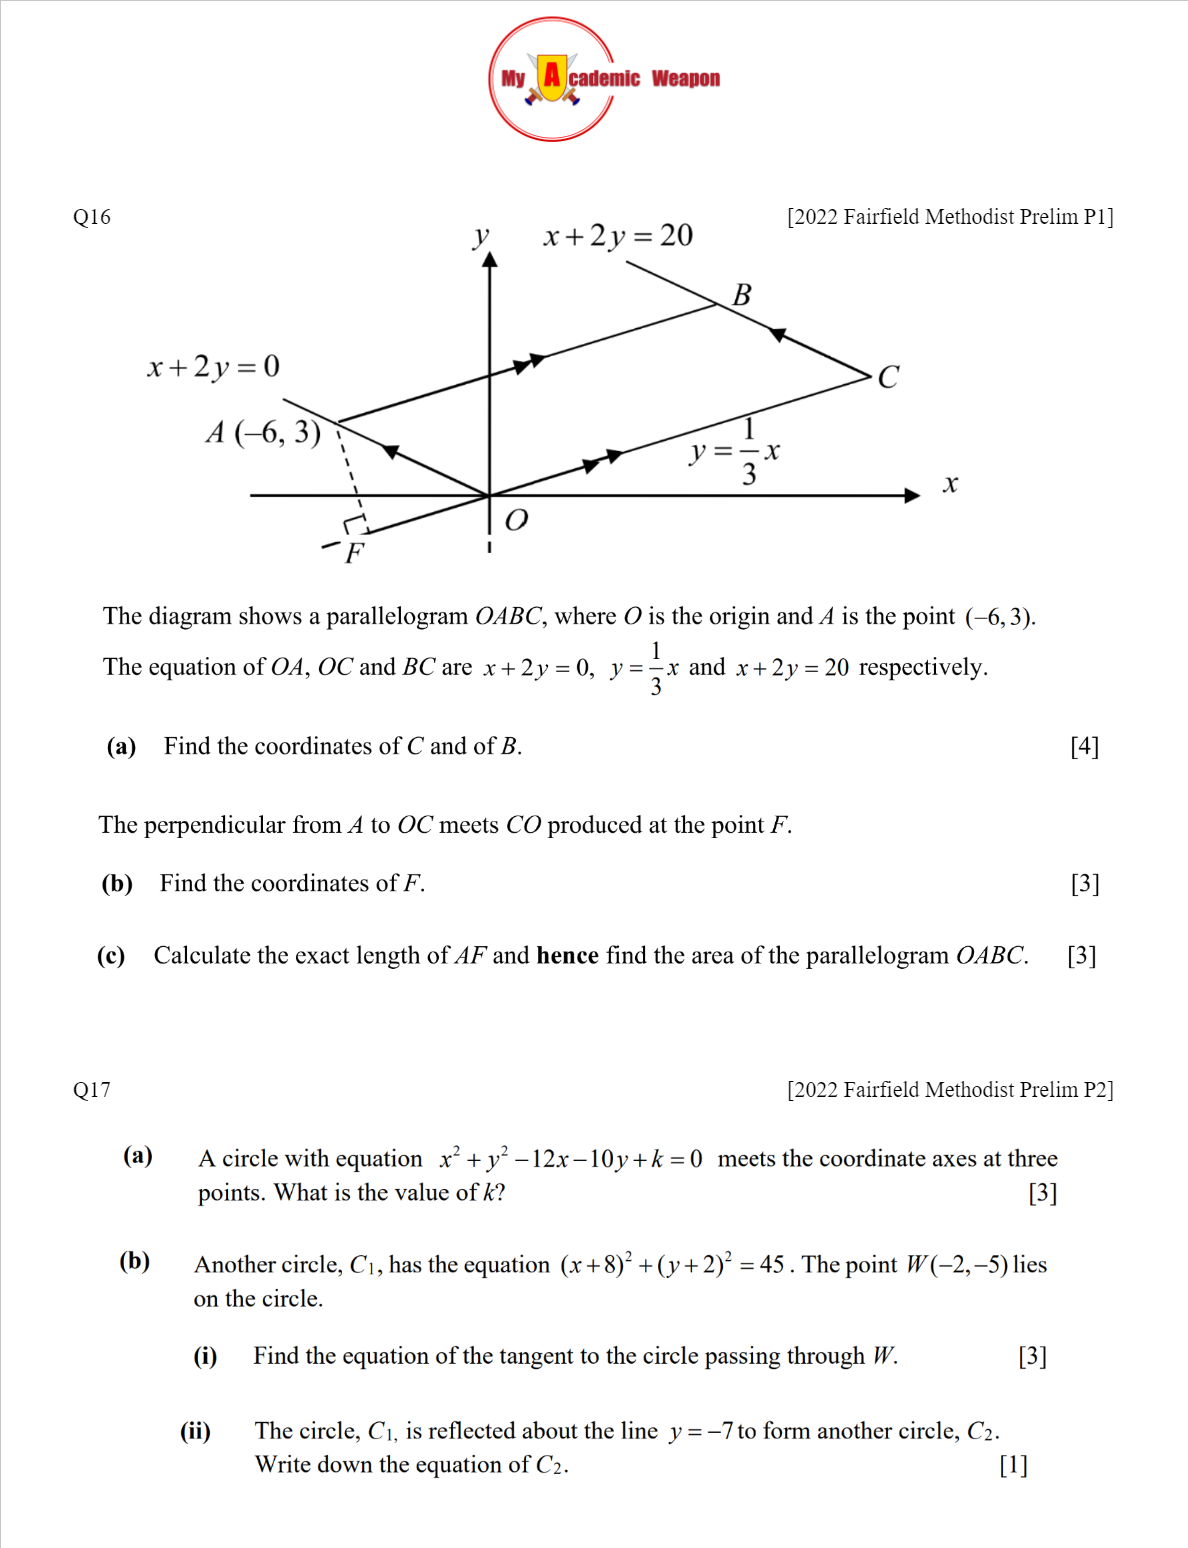 My Academic Weapon
Q16 [2022 Fairfield Methodist Prelim P1]
y x + 2y = 20
B
x + 2y = 0
C
A (–6, 3)
y = 1/3 x
x
O
F
The diagram shows a parallelogram OABC, where O is the origin and A is the point (−6, 3).
The equation of OA, OC and BC are x + 2y = 0, y = 1/3 x and x + 2y = 20 respectively.
(a) Find the coordinates of C and of B. [4]
The perpendicular from A to OC meets CO produced at the point F.
(b) Find the coordinates of F. [3]
(c) Calculate the exact length of AF and hence find the area of the parallelogram OABC. [3]
Q17 [2022 Fairfield Methodist Prelim P2]
(a) A circle with equation x² + y² − 12x − 10y + k = 0 meets the coordinate axes at three
points. What is the value of k? [3]
(b) Another circle, C₁, has the equation (x + 8)² + (y + 2)² = 45. The point W(−2, −5) lies
on the circle.
(i) Find the equation of the tangent to the circle passing through W. [3]
(ii) The circle, C₁, is reflected about the line y = −7 to form another circle, C₂.
Write down the equation of C₂. [1]